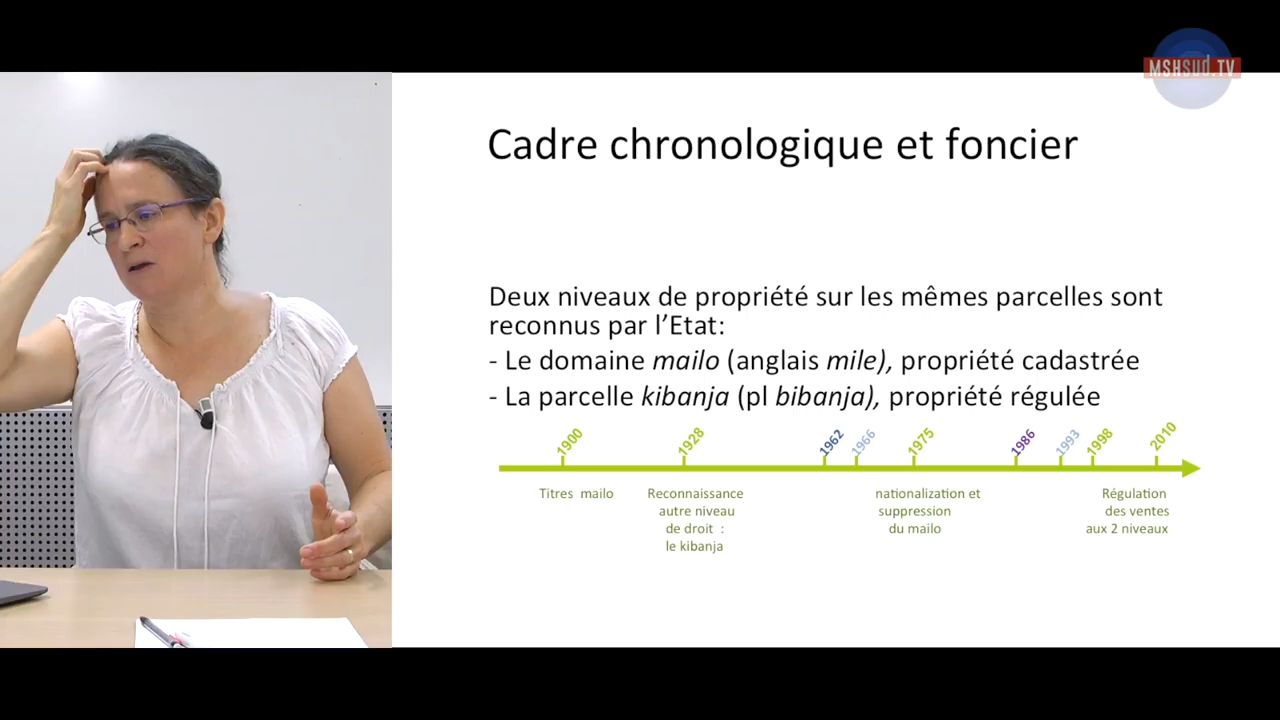 MSHSUD.TV
Cadre chronologique et foncier
Deux niveaux de propriété sur les mêmes parcelles sont
reconnus par l’Etat:
- Le domaine mailo (anglais mile), propriété cadastrée
- La parcelle kibanja (pl bibanja), propriété régulée
1900 1928 1962 1966 1975 1986 1993 1998 2010
Titres mailo
Reconnaissance
autre niveau
de droit :
le kibanja
nationalization et
suppression
du mailo
Régulation
des ventes
aux 2 niveaux